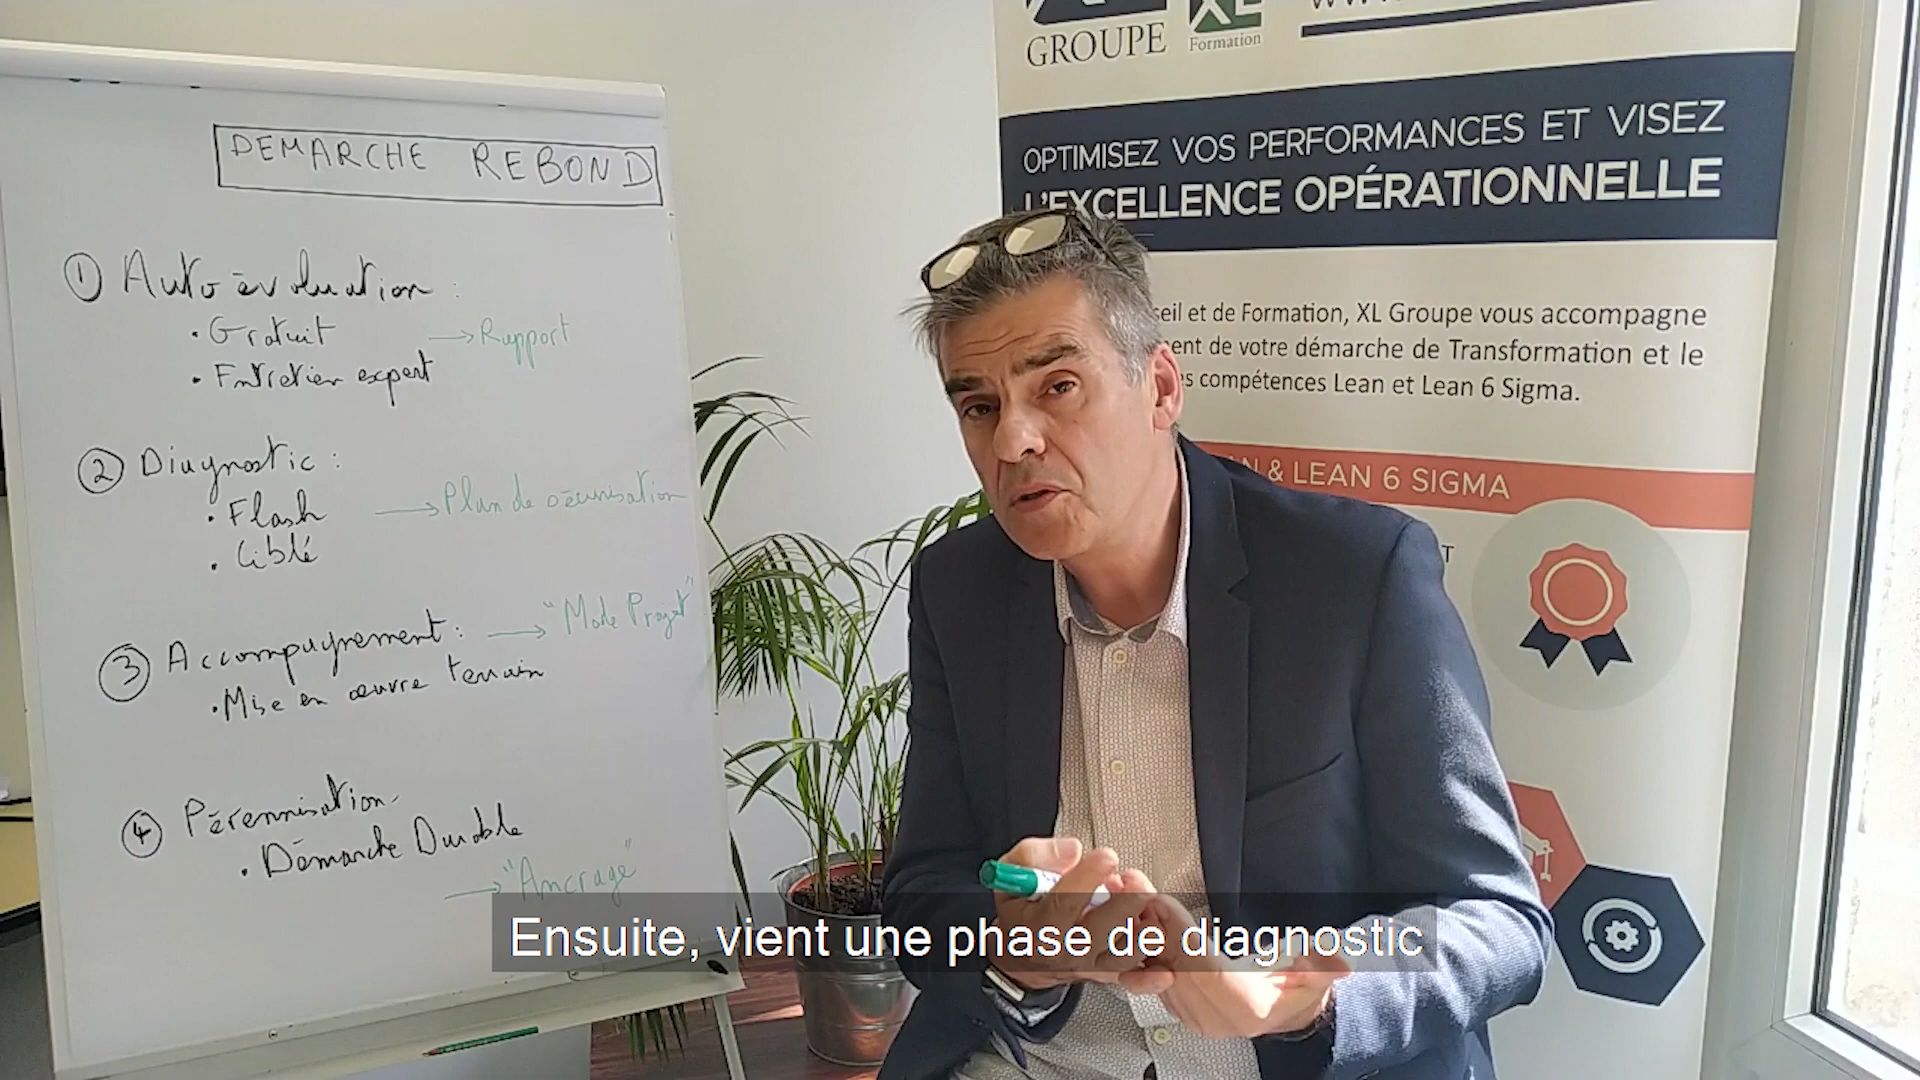 DEMARCHE REBOND
① Auto évaluation :
• Gratuit → Rapport
• Entretien expert
② Diagnostic :
• Flash → Plan de sécurisation
• Ciblé
③ Accompagnement : → "Mode Projet"
• Mise en œuvre terrain
④ Pérennisation
• Démarche Durable
→ "Ancrage"
GROUPE
XL
Formation
OPTIMISEZ VOS PERFORMANCES ET VISEZ
L'EXCELLENCE OPÉRATIONNELLE
seil et de Formation, XL Groupe vous accompagne
ent de votre démarche de Transformation et le
s compétences Lean et Lean 6 Sigma.
N & LEAN 6 SIGMA
T
Ensuite, vient une phase de diagnostic